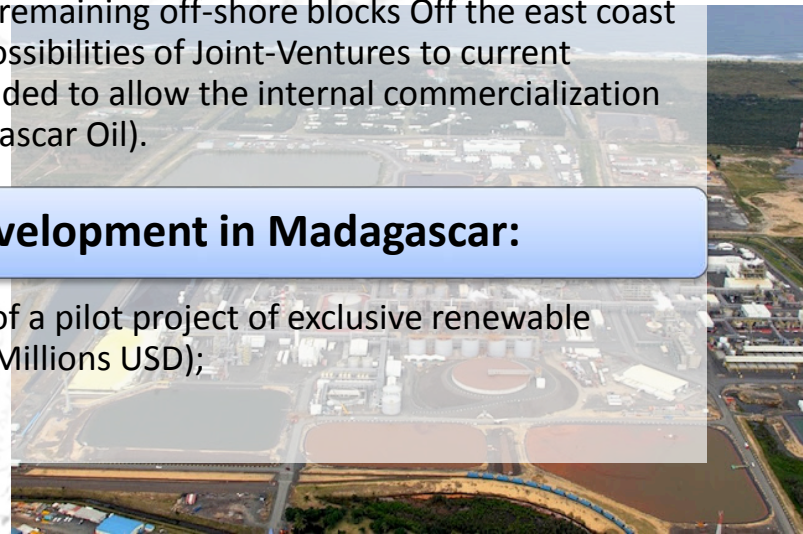 remaining off-shore blocks Off the east coast
ossibilities of Joint-Ventures to current
ded to allow the internal commercialization
ascar Oil).
velopment in Madagascar:
of a pilot project of exclusive renewable
Millions USD);